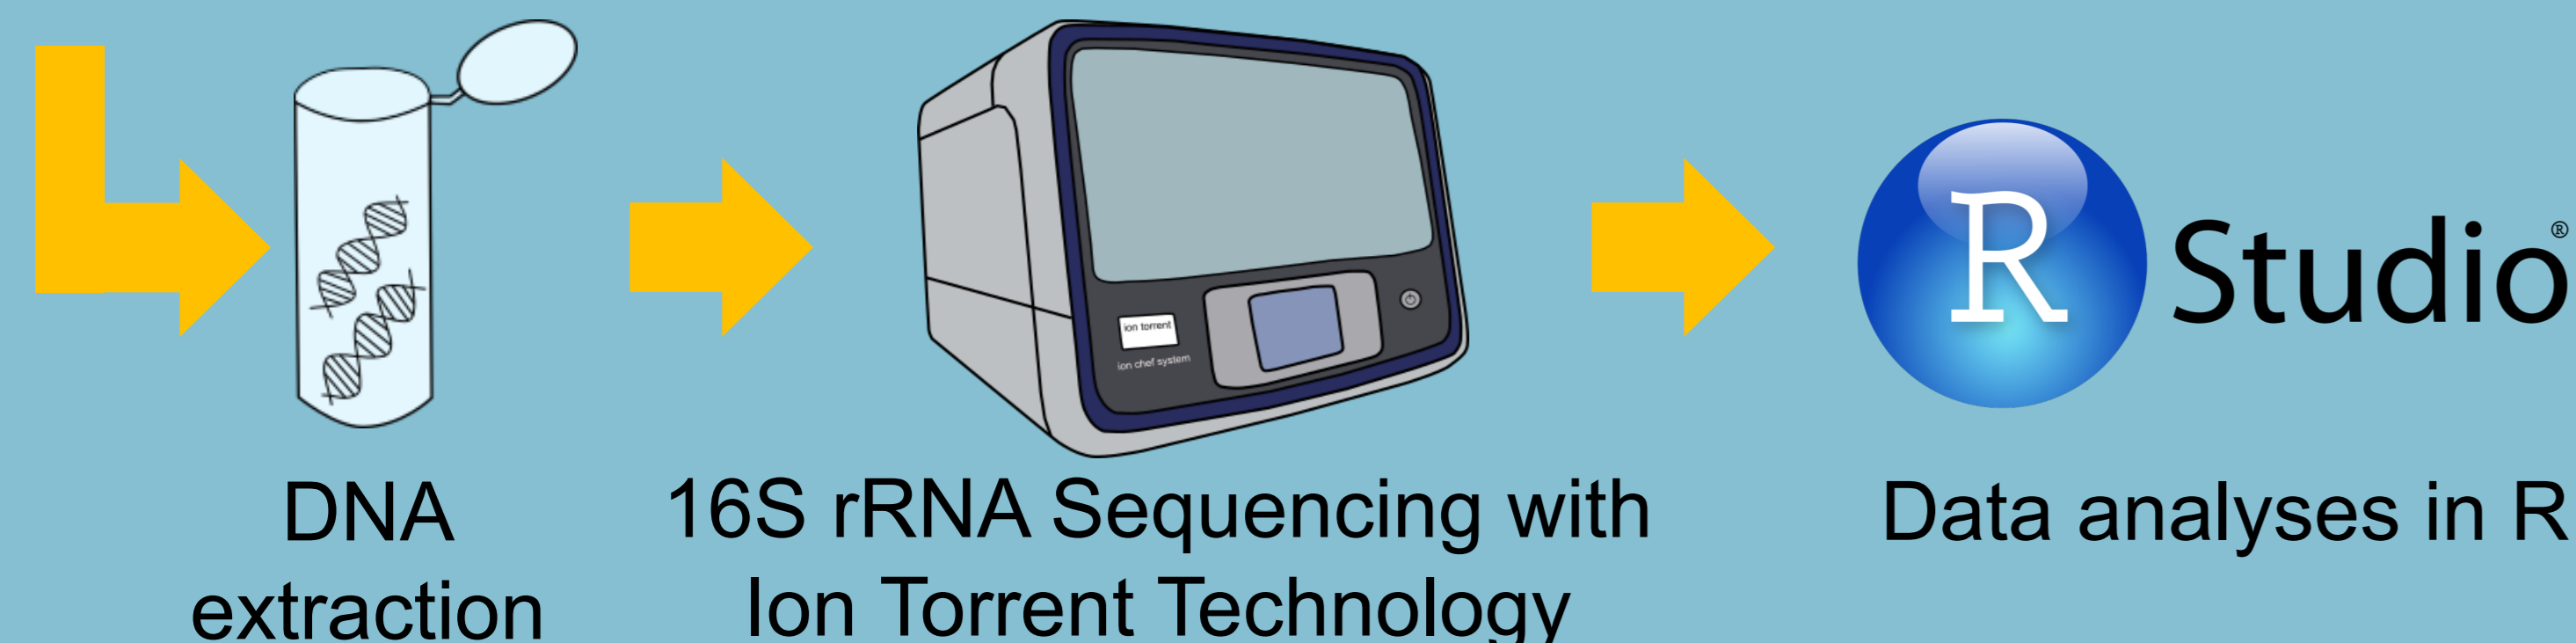 R Studio®
ion torrent
ion chef system
DNA
extraction
16S rRNA Sequencing with
Ion Torrent Technology
Data analyses in R